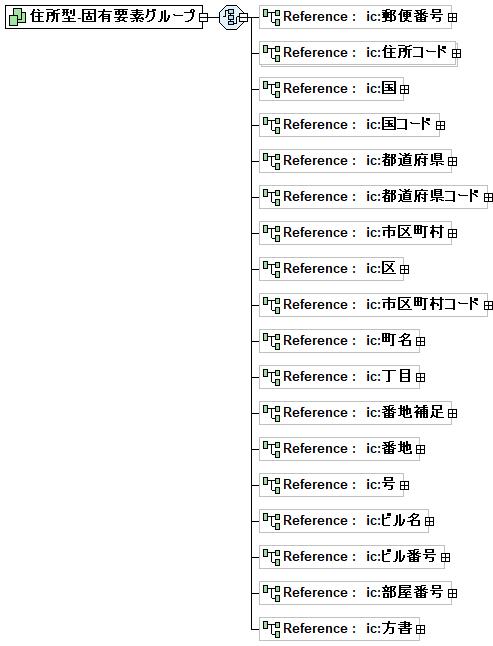 住所型-固有要素グループ
Reference : ic:郵便番号
Reference : ic:住所コード
Reference : ic:国
Reference : ic:国コード
Reference : ic:都道府県
Reference : ic:都道府県コード
Reference : ic:市区町村
Reference : ic:区
Reference : ic:市区町村コード
Reference : ic:町名
Reference : ic:丁目
Reference : ic:番地補足
Reference : ic:番地
Reference : ic:号
Reference : ic:ビル名
Reference : ic:ビル番号
Reference : ic:部屋番号
Reference : ic:方書